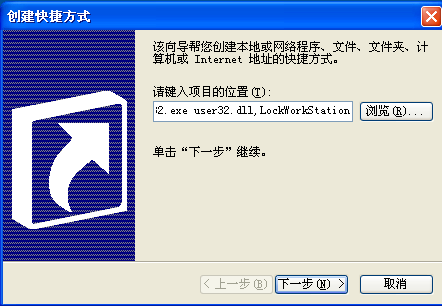 创建快捷方式
该向导帮您创建本地或网络程序、文件、文件夹、计
算机或 Internet 地址的快捷方式。
请键入项目的位置(T):
2.exe user32.dll,LockWorkStation
浏览(R)...
单击“下一步”继续。
< 上一步(B)
下一步(N) >
取消